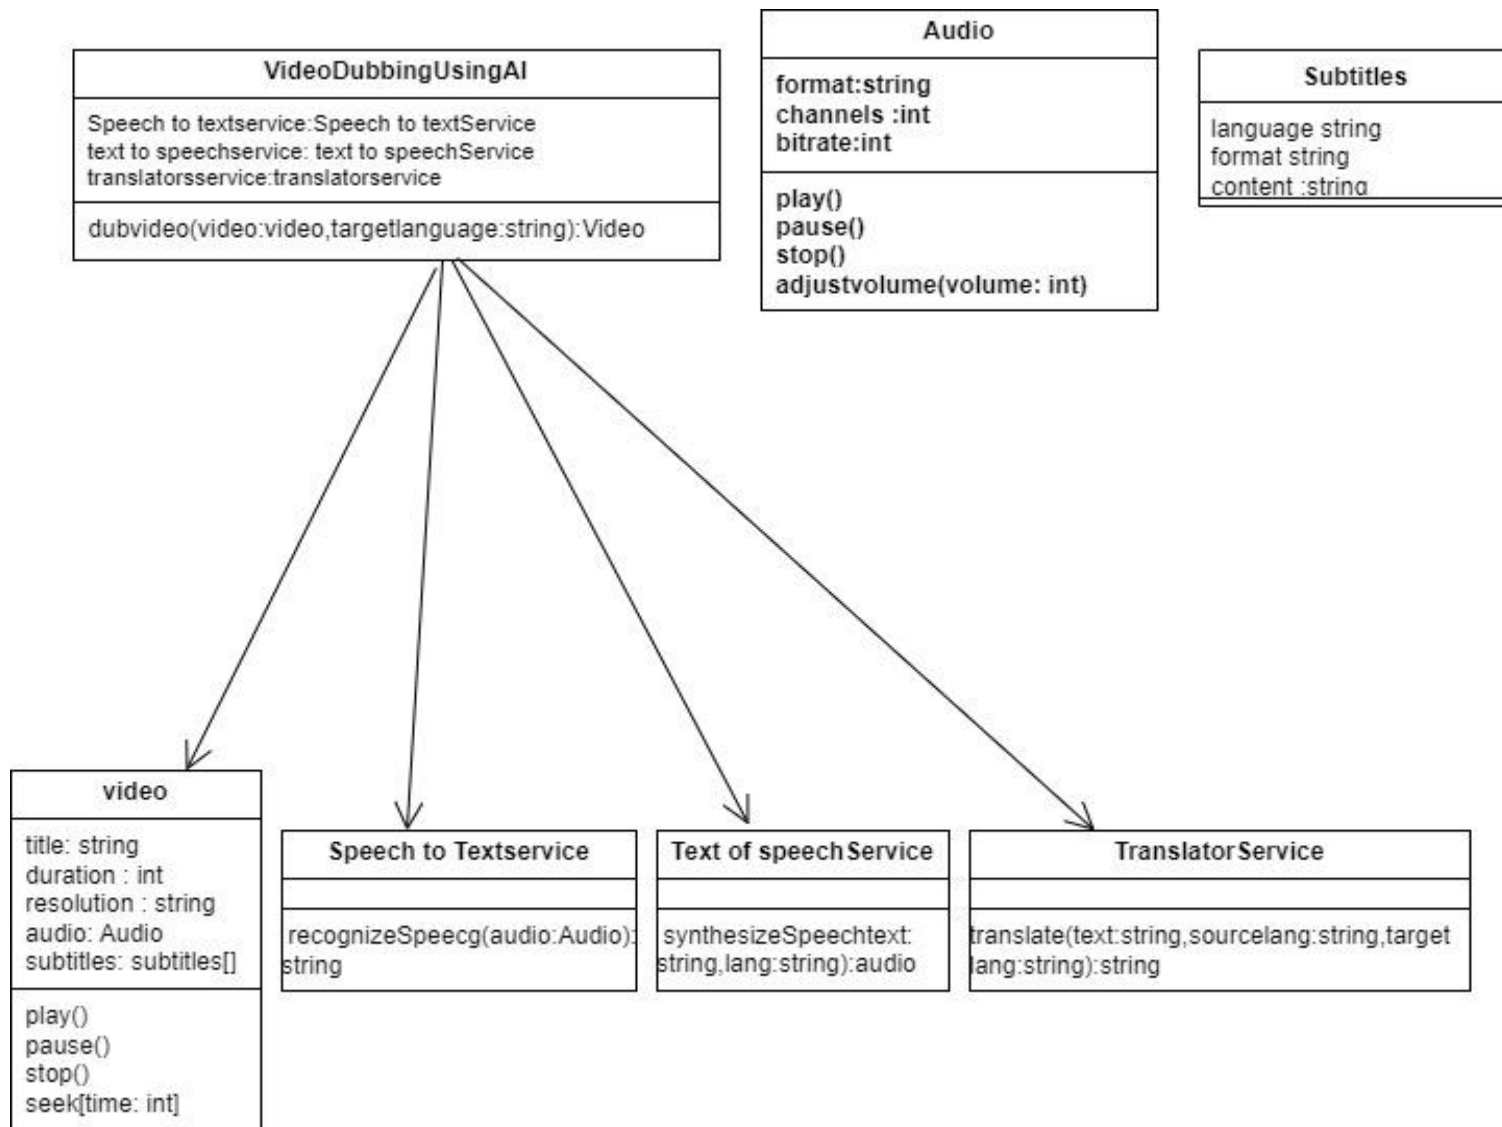 VideoDubbingUsingAI
Speech to textservice:Speech to textService
text to speechservice: text to speechService
translatorsservice:translatorservice
dubvideo(video:video,targetlanguage:string):Video
Audio
format:string
channels :int
bitrate:int
play()
pause()
stop()
adjustvolume(volume: int)
Subtitles
language string
format string
content :string
video
title: string
duration : int
resolution : string
audio: Audio
subtitles: subtitles[]
play()
pause()
stop()
seek[time: int]
Speech to Textservice
recognizeSpeecg(audio:Audio):
string
Text of speechService
synthesizeSpeechtext:
string,lang:string):audio
TranslatorService
translate(text:string,sourcelang:string,target
lang:string):string